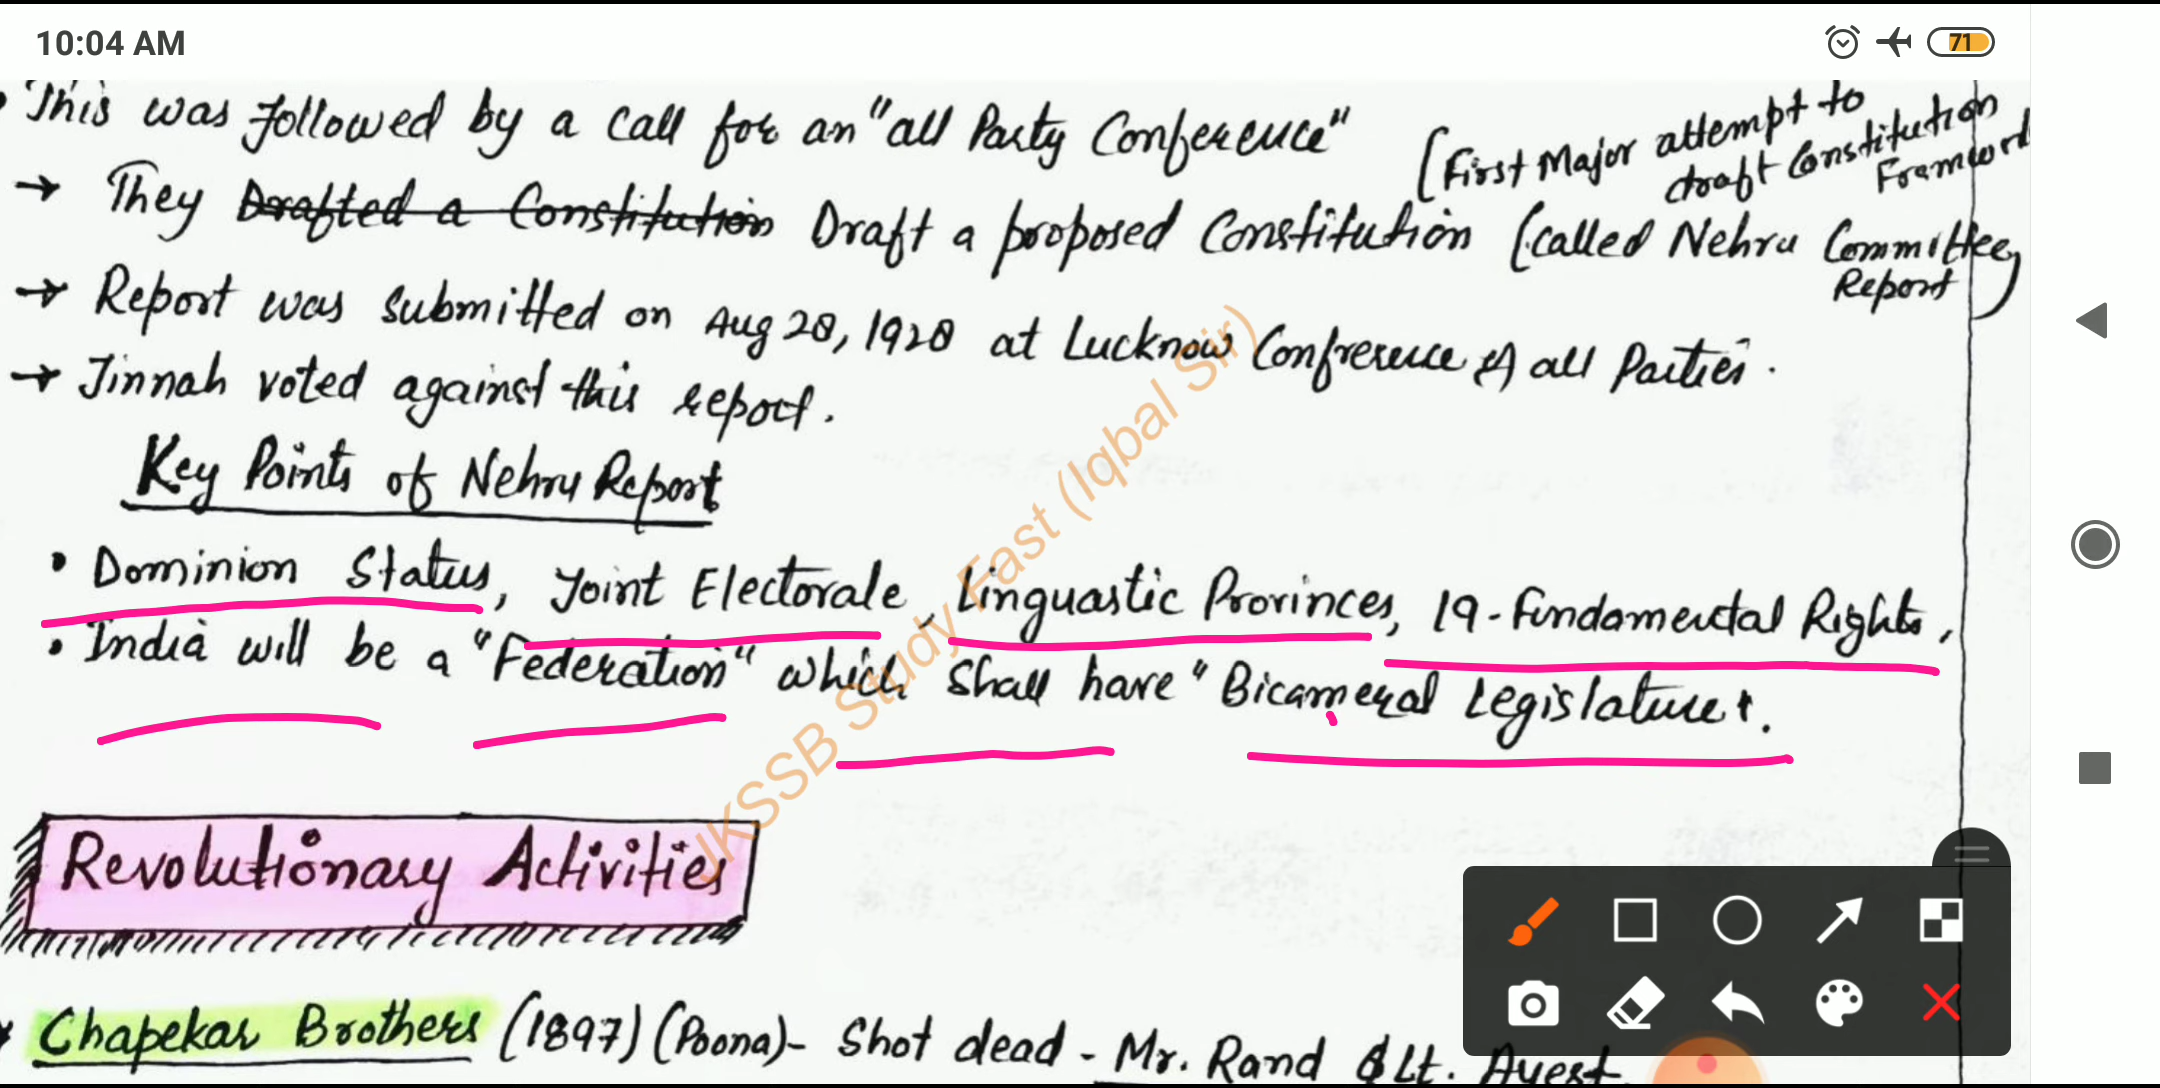 10:04 AM
71
This was followed by a call for an "all Party Conference"
[First Major attempt to
draft Constitution
Framework
→ They Drafted a Constitution Draft a proposed Constitution (called Nehru Committee
Report)
→ Report was submitted on Aug 28, 1928 at Lucknow Conference of all Parties.
→ Jinnah voted against this report.
Key Points of Nehru Report
• Dominion Status, Joint Electorale, Linguastic Provinces, 19-Fundamental Rights,
• India will be a "Federation" which shall have "Bicameral Legislature".
JKSSB Study Fast (Iqbal Sir)
Revolutionary Activities
Chapekar Brothers (1897) (Poona)- Shot dead - Mr. Rand & Lt. Ayest.